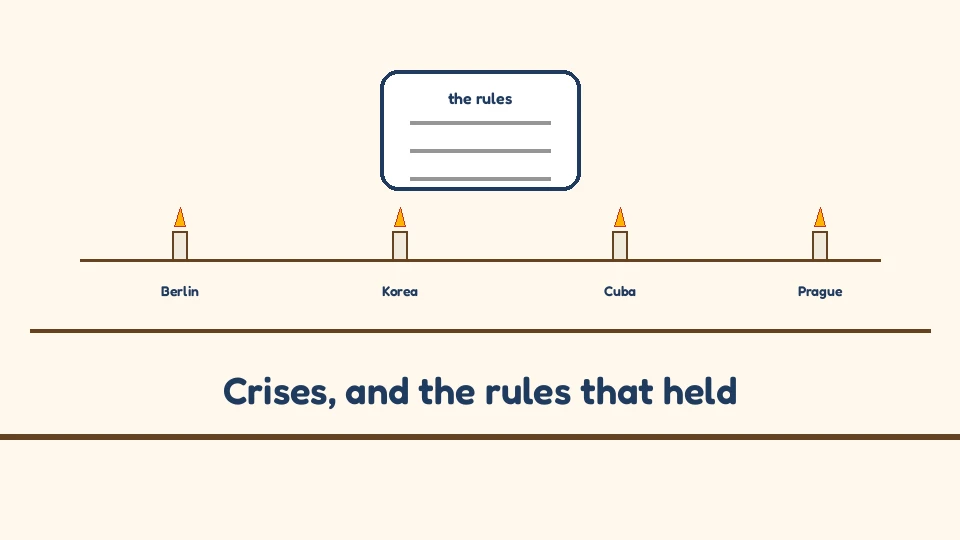 the rules
Berlin
Korea
Cuba
Prague
Crises, and the rules that held